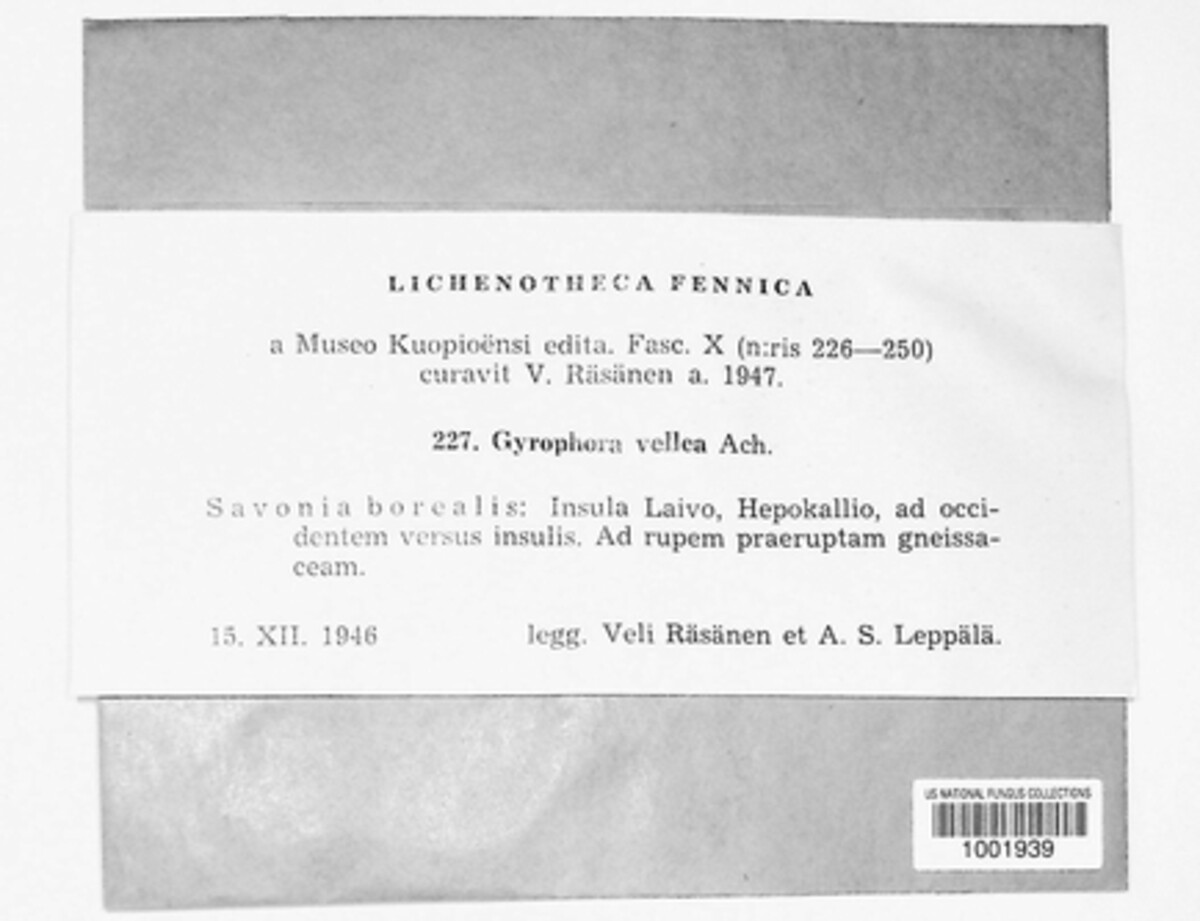 LICHENOTHECA FENNICA
a Museo Kuopioënsi edita. Fasc. X (n:ris 226—250)
curavit V. Räsänen a. 1947.
227. Gyrophora vellea Ach.
Savonia borealis: Insula Laivo, Hepokallio, ad occi-
dentem versus insulis. Ad rupem praeruptam gneissa-
ceam.
15. XII. 1946 legg. Veli Räsänen et A. S. Leppälä.
US NATIONAL FUNGUS COLLECTIONS
1001939